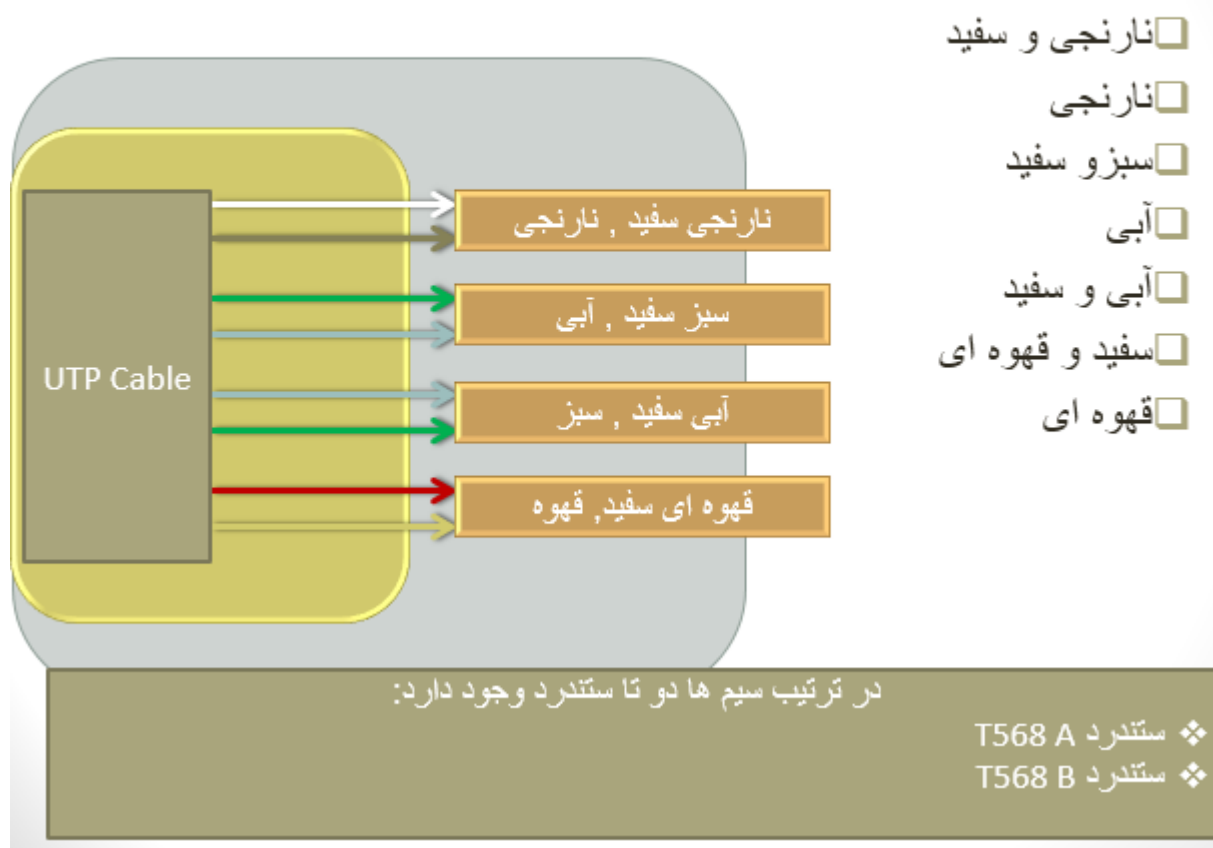 نارنجی و سفید
نارنجی
سبزو سفید
آبی
آبی و سفید
سفید و قهوه ای
قهوه ای
UTP Cable
نارنجی سفید , نارنجی
سبز سفید , آبی
آبی سفید , سبز
قهوه ای سفید, قهوه
در ترتیب سیم ها دو تا ستندرد وجود دارد:
ستندرد T568 A
ستندرد T568 B